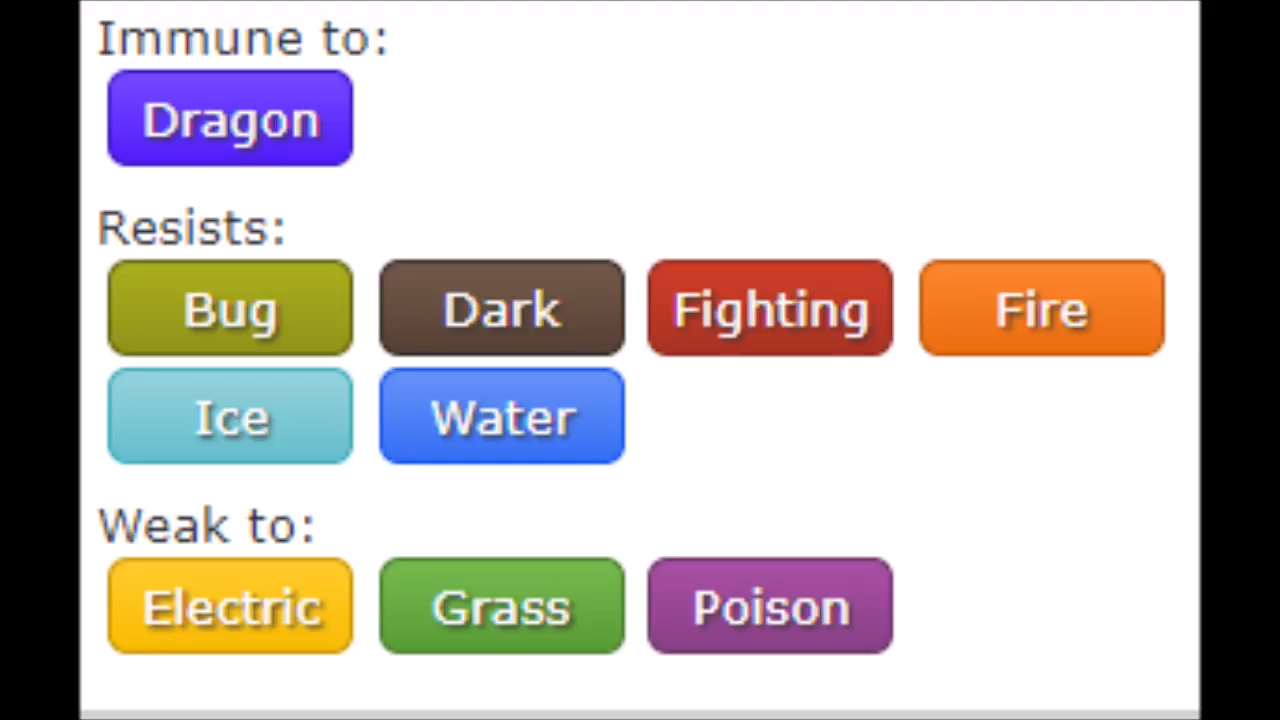 Immune to:
Dragon
Resists:
Bug Dark Fighting Fire
Ice Water
Weak to:
Electric Grass Poison